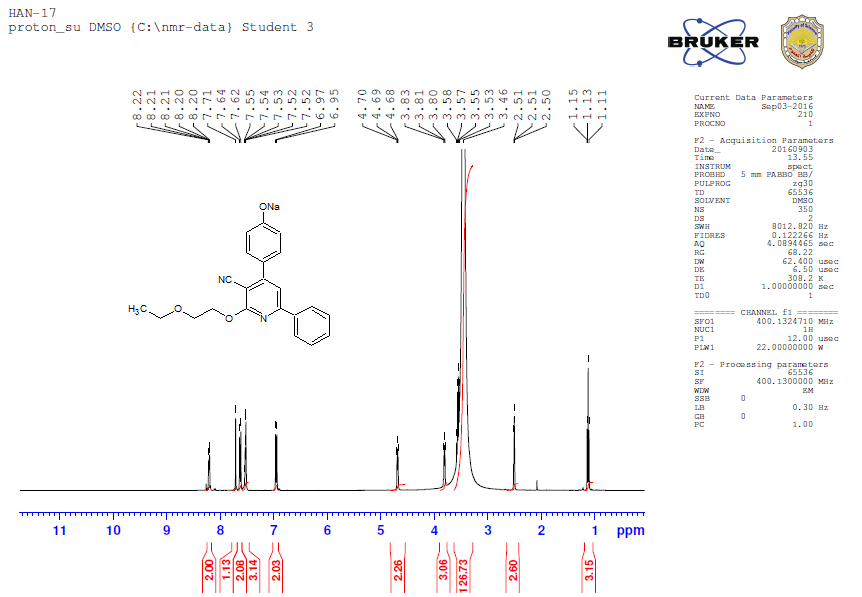 HAN-17
proton_su DMSO {C:\nmr-data} Student 3
BRUKER
8.22
8.21
8.21
8.20
8.20
7.71
7.64
7.62
7.55
7.54
7.53
7.52
7.52
6.97
6.95
4.70
4.69
4.68
3.83
3.81
3.80
3.58
3.57
3.55
3.53
3.46
2.51
2.51
2.50
1.15
1.13
1.11
Current Data Parameters
NAME Sep03-2016
EXPNO 210
PROCNO 1
F2 - Acquisition Parameters
Date_ 20160903
Time 13.55
INSTRUM spect
PROBHD 5 mm PABBO BB/
PULPROG zg30
TD 65536
SOLVENT DMSO
NS 350
DS 2
SWH 8012.820 Hz
FIDRES 0.122266 Hz
AQ 4.0894465 sec
RG 68.22
DW 62.400 usec
DE 6.50 usec
TE 308.2 K
D1 1.00000000 sec
TD0 1
======== CHANNEL f1 ========
SFO1 400.1324710 MHz
NUC1 1H
P1 12.00 usec
PLW1 22.00000000 W
F2 - Processing parameters
SI 65536
SF 400.1300000 MHz
WDW EM
SSB 0
LB 0.30 Hz
GB 0
PC 1.00
ONa
NC
H₃C
O
O
N
11 10 9 8 7 6 5 4 3 2 1 ppm
2.00
1.13
2.08
3.14
2.03
2.26
3.06
126.73
2.60
3.15